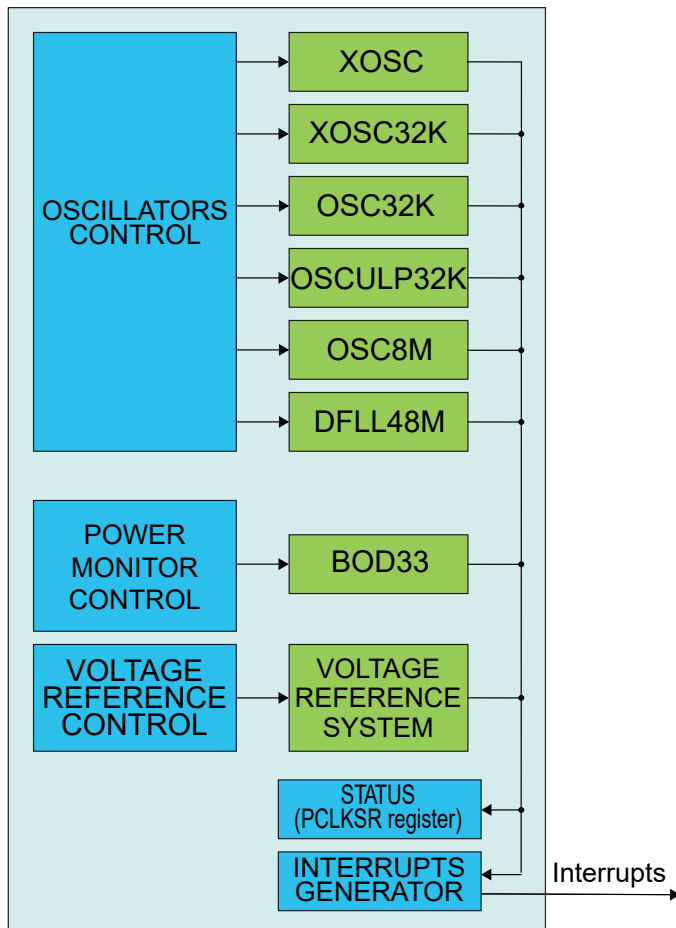 OSCILLATORS
CONTROL
XOSC
XOSC32K
OSC32K
OSCULP32K
OSC8M
DFLL48M
POWER
MONITOR
CONTROL
BOD33
VOLTAGE
REFERENCE
CONTROL
VOLTAGE
REFERENCE
SYSTEM
STATUS
(PCLKSR register)
INTERRUPTS
GENERATOR
Interrupts